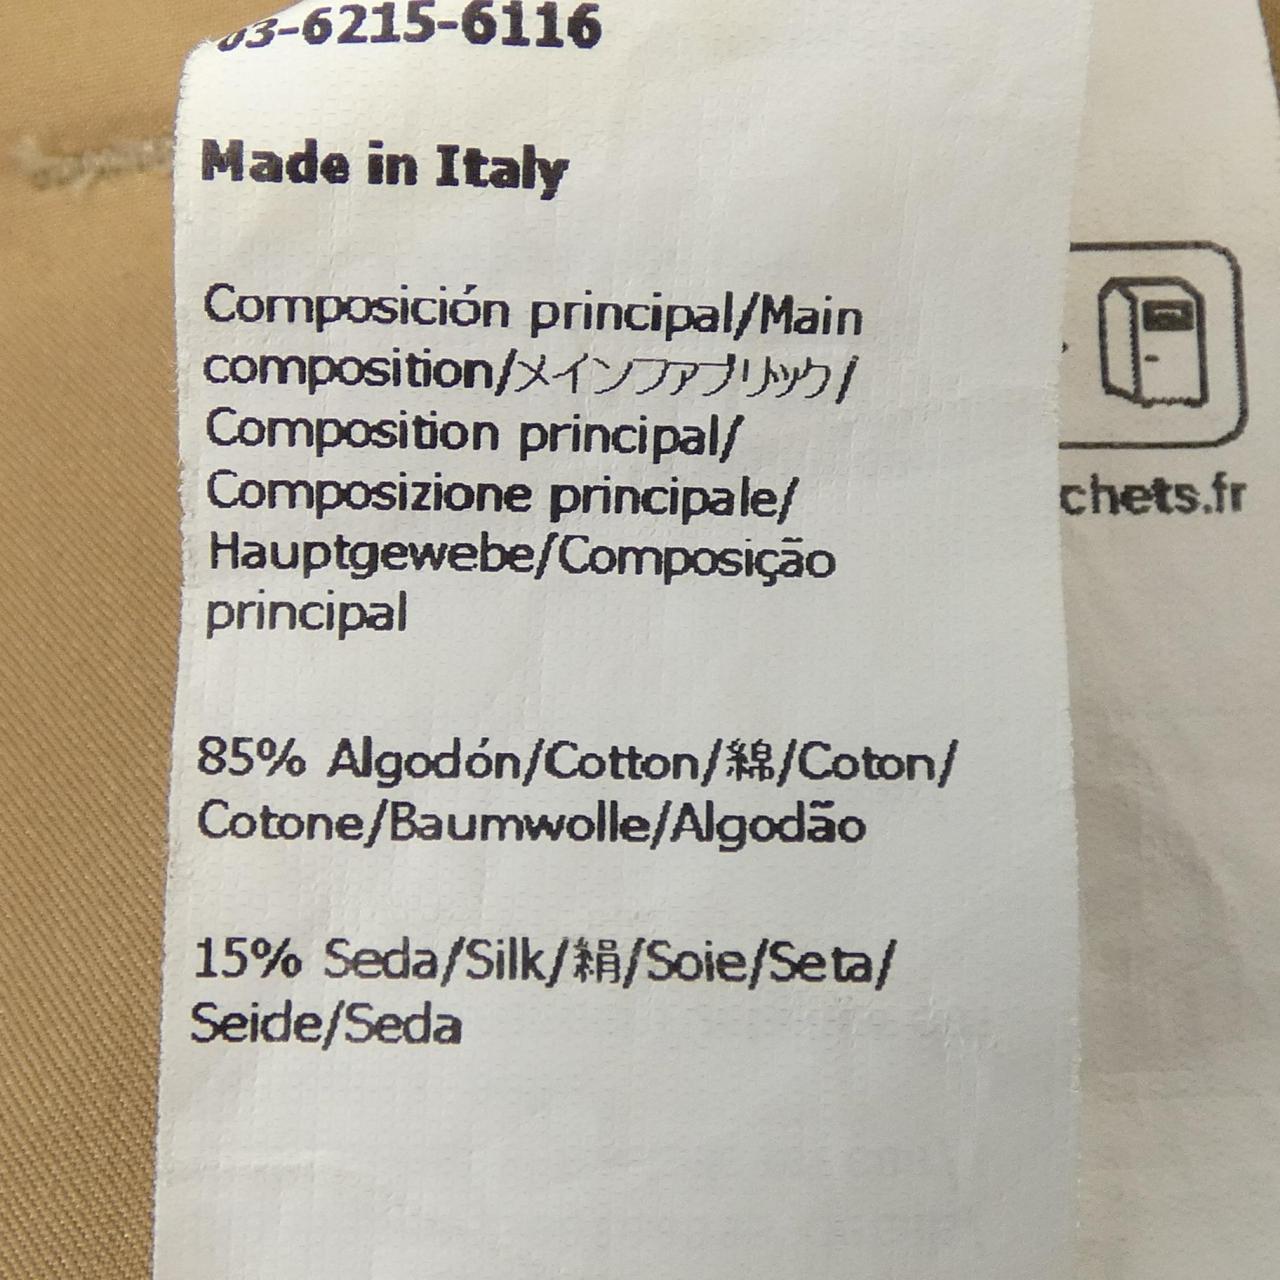 03-6215-6116
Made in Italy
Composición principal/Main
composition/メインファブリック/
Composition principal/
Composizione principale/
Hauptgewebe/Composição
principal
85% Algodón/Cotton/綿/Coton/
Cotone/Baumwolle/Algodão
15% Seda/Silk/絹/Soie/Seta/
Seide/Seda
chets.fr